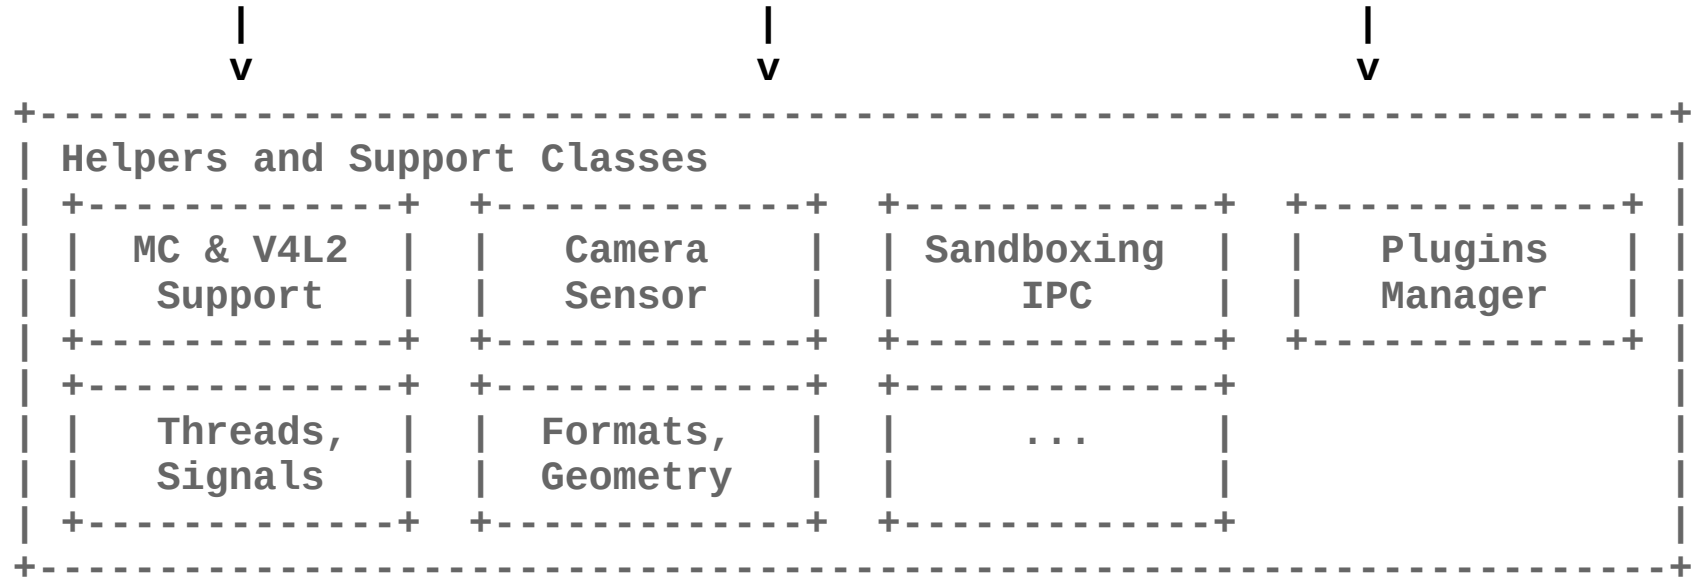 |                     |                        |
v                     v                        v
+--------------------------------------------------------------------+
| Helpers and Support Classes                                        |
| +-------------+  +-------------+  +-------------+  +-------------+ |
| |  MC & V4L2  |  |   Camera    |  | Sandboxing  |  |   Plugins   | |
| |   Support   |  |   Sensor    |  |     IPC     |  |   Manager   | |
| +-------------+  +-------------+  +-------------+  +-------------+ |
| +-------------+  +-------------+  +-------------+                  |
| |   Threads,  |  |  Formats,   |  |     ...     |                  |
| |   Signals   |  |  Geometry   |  |             |                  |
| +-------------+  +-------------+  +-------------+                  |
+--------------------------------------------------------------------+